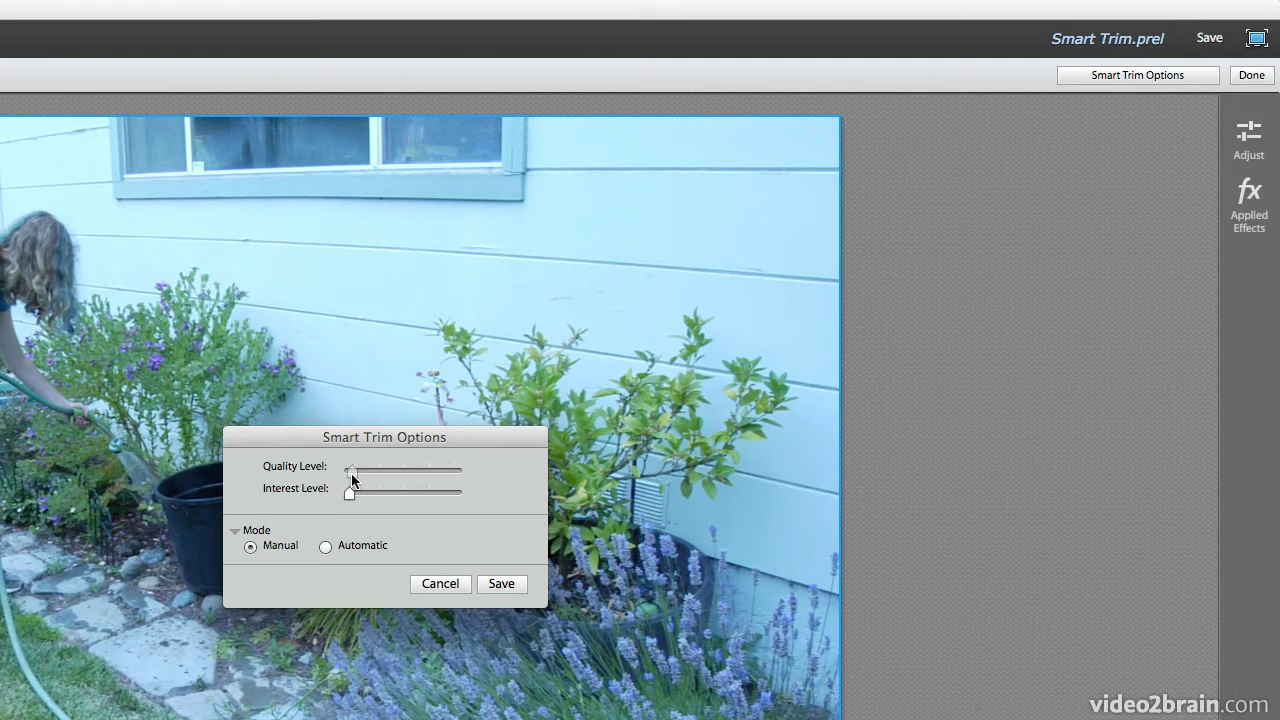 Smart Trim.prel Save
Smart Trim Options Done
Adjust
fx
Applied
Effects
Smart Trim Options
Quality Level:
Interest Level:
Mode
Manual Automatic
Cancel Save
video2brain.com